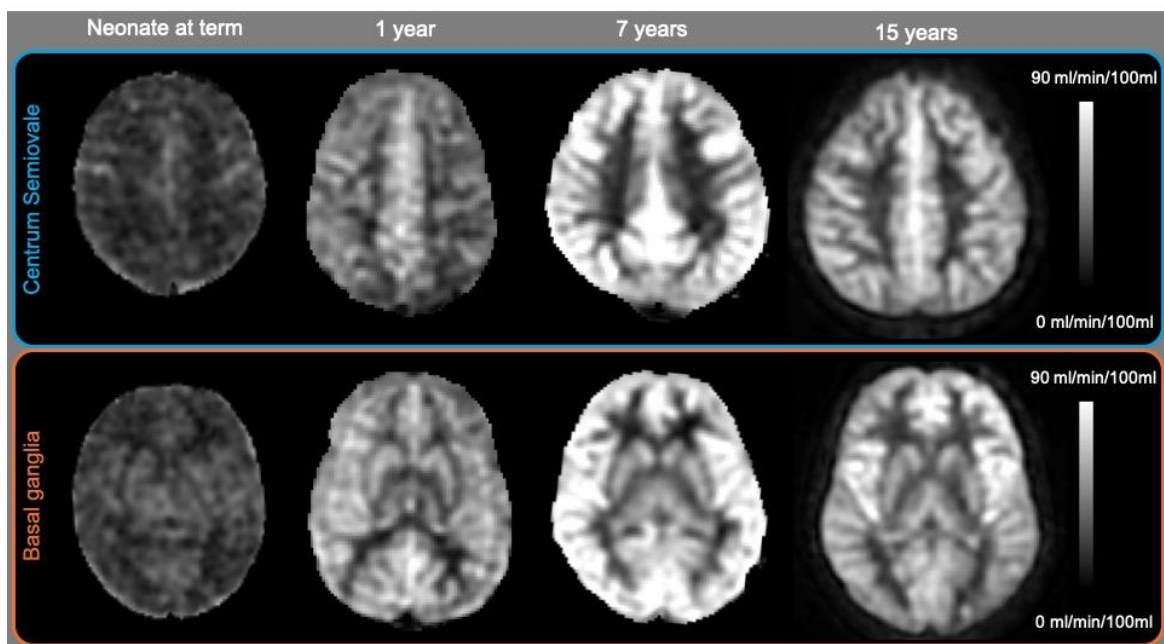 Neonate at term
1 year
7 years
15 years
Centrum Semiovale
90 ml/min/100ml
0 ml/min/100ml
Basal ganglia
90 ml/min/100ml
0 ml/min/100ml